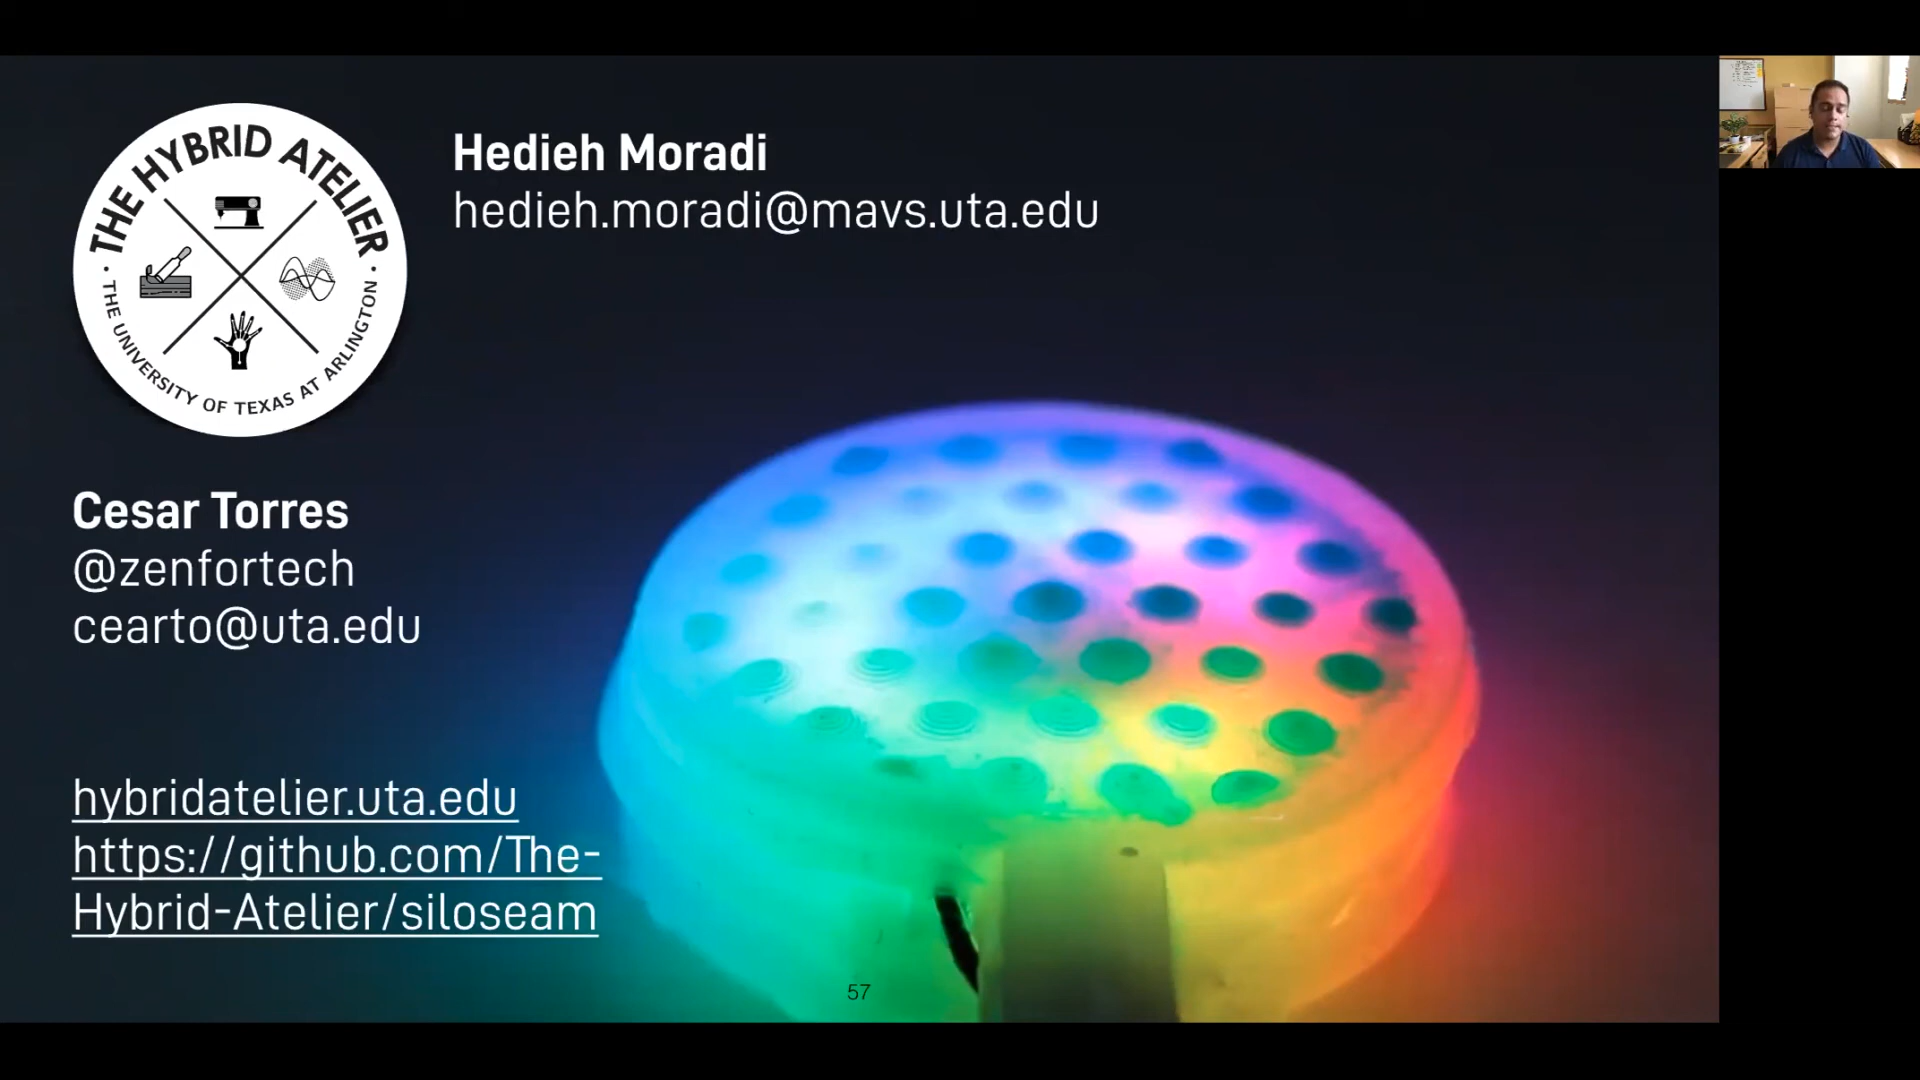 THE HYBRID ATELIER
· THE UNIVERSITY OF TEXAS AT ARLINGTON ·
Hedieh Moradi
hedieh.moradi@mavs.uta.edu
Cesar Torres
@zenfortech
cearto@uta.edu
hybridatelier.uta.edu
https://github.com/The-
Hybrid-Atelier/siloseam
57